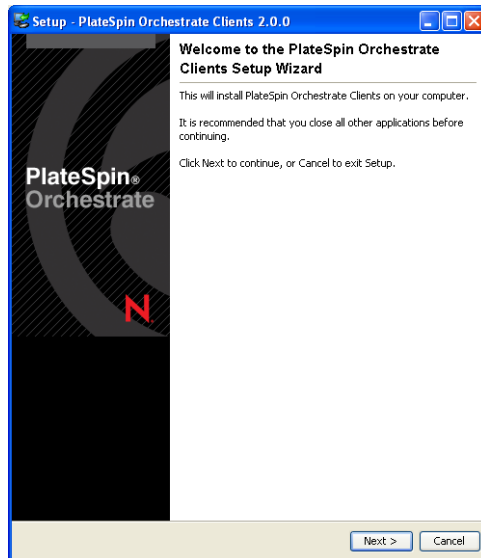 Setup - PlateSpin Orchestrate Clients 2.0.0
Welcome to the PlateSpin Orchestrate
Clients Setup Wizard
This will install PlateSpin Orchestrate Clients on your computer.
It is recommended that you close all other applications before
continuing.
Click Next to continue, or Cancel to exit Setup.
PlateSpin®
Orchestrate
N
Next >
Cancel